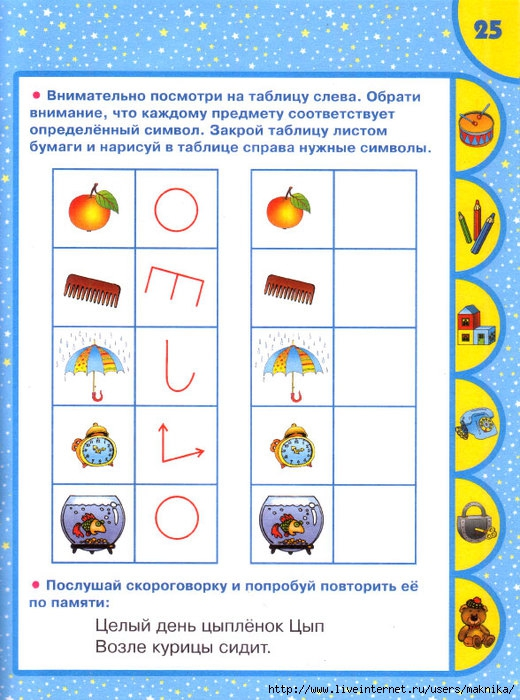 25
• Внимательно посмотри на таблицу слева. Обрати
внимание, что каждому предмету соответствует
определённый символ. Закрой таблицу листом
бумаги и нарисуй в таблице справа нужные символы.
• Послушай скороговорку и попробуй повторить её
по памяти:
Целый день цыплёнок Цып
Возле курицы сидит.
http://www.liveinternet.ru/users/maknika/